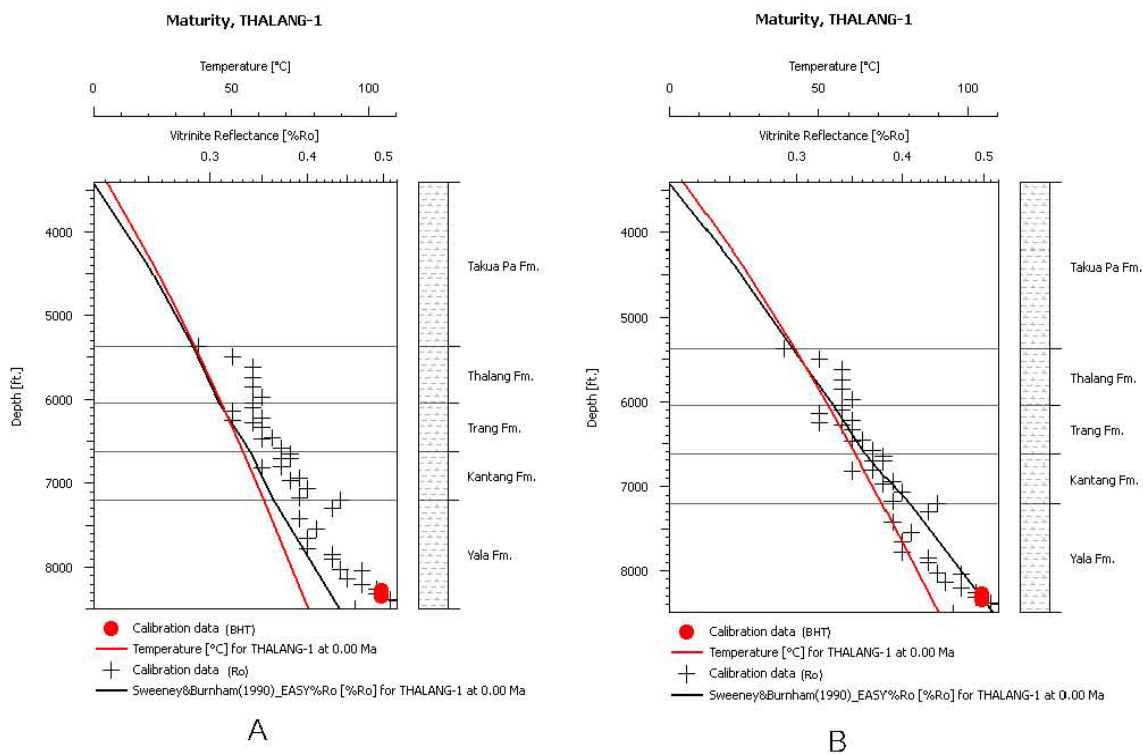 Maturity, THALANG-1
Temperature [°C]
0 50 100
Vitrinite Reflectance [%Ro]
0.3 0.4 0.5
Depth [ft.]
4000
5000
6000
7000
8000
Takua Pa Fm.
Thalang Fm.
Trang Fm.
Kantang Fm.
Yala Fm.
Calibration data (BHT)
Temperature [°C] for THALANG-1 at 0.00 Ma
Calibration data (Ro)
Sweeney&Burnham(1990)_EASY%Ro [%Ro] for THALANG-1 at 0.00 Ma
A
Maturity, THALANG-1
Temperature [°C]
0 50 100
Vitrinite Reflectance [%Ro]
0.3 0.4 0.5
Depth [ft.]
4000
5000
6000
7000
8000
Takua Pa Fm.
Thalang Fm.
Trang Fm.
Kantang Fm.
Yala Fm.
Calibration data (BHT)
Temperature [°C] for THALANG-1 at 0.00 Ma
Calibration data (Ro)
Sweeney&Burnham(1990)_EASY%Ro [%Ro] for THALANG-1 at 0.00 Ma
B